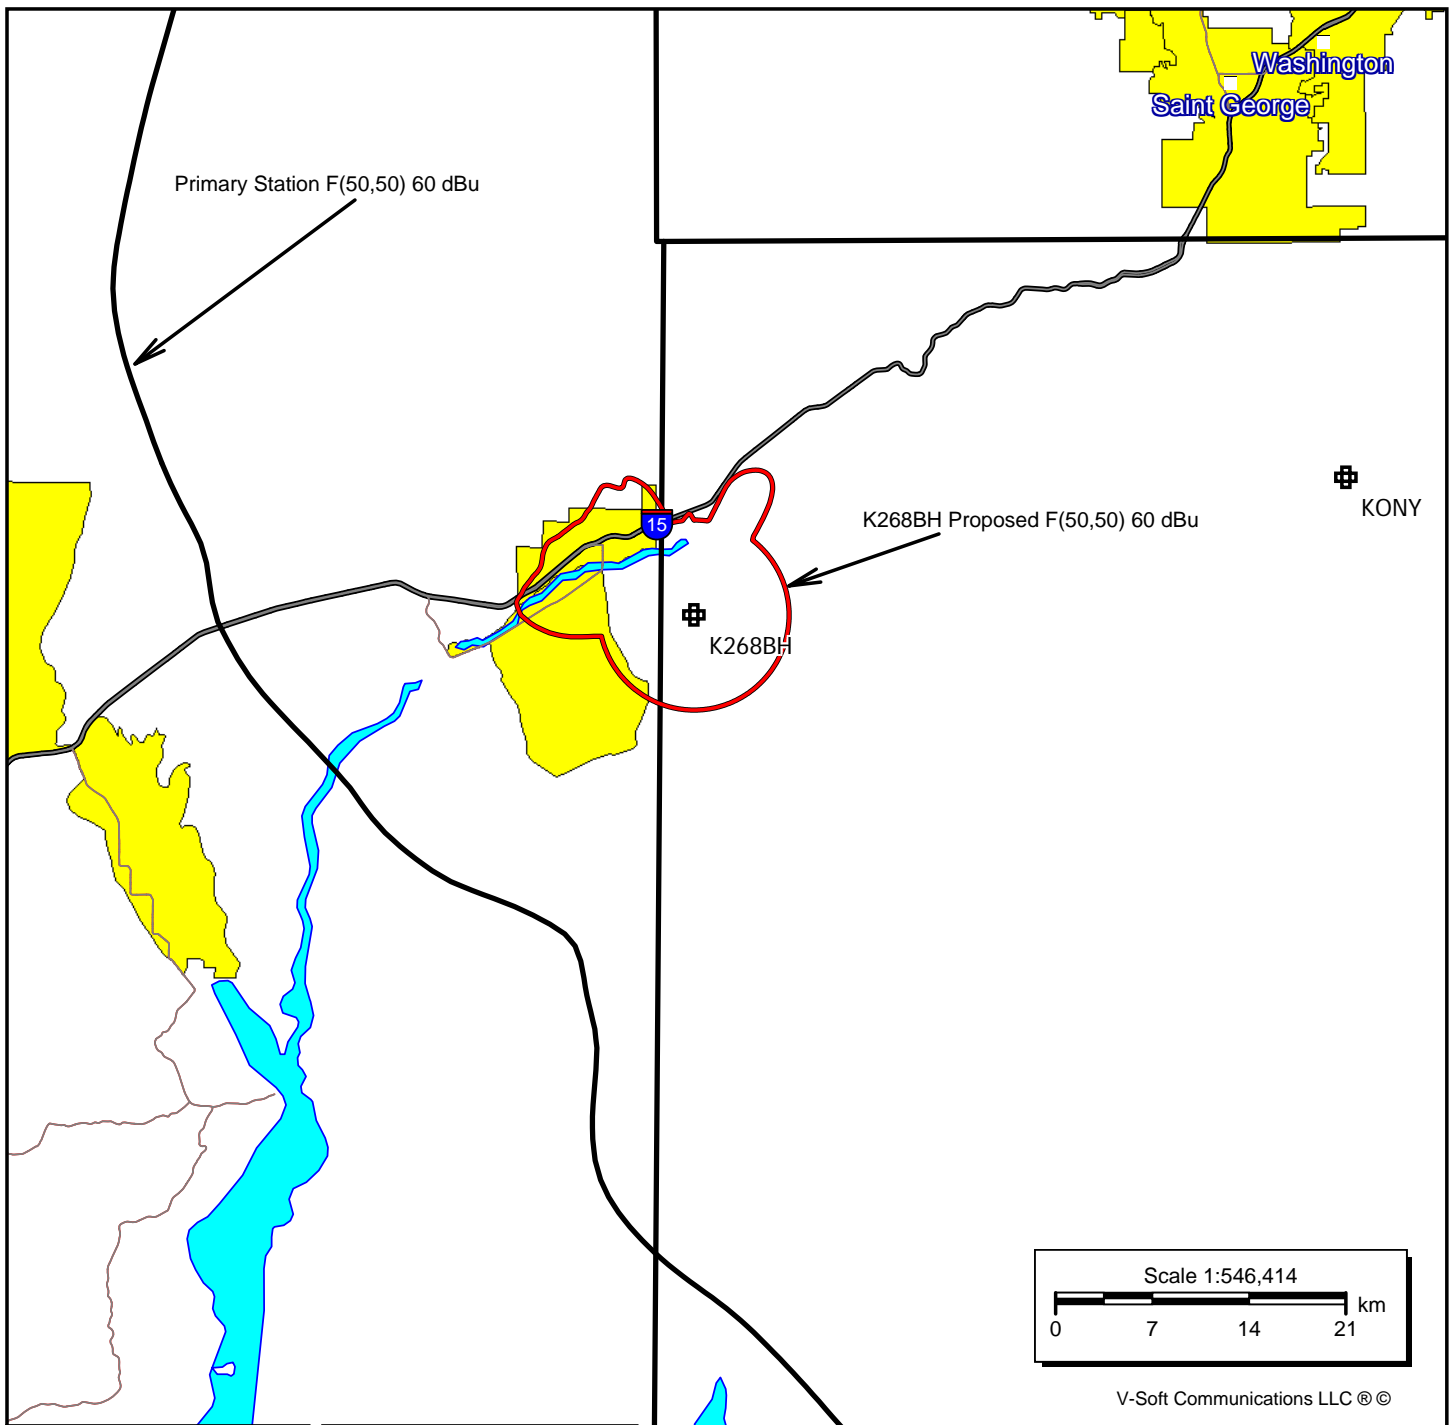 Washington
Saint George
Primary Station F(50,50) 60 dBu
KONY
K268BH Proposed F(50,50) 60 dBu
15
K268BH
Scale 1:546,414
km
0 7 14 21
V-Soft Communications LLC ® ©